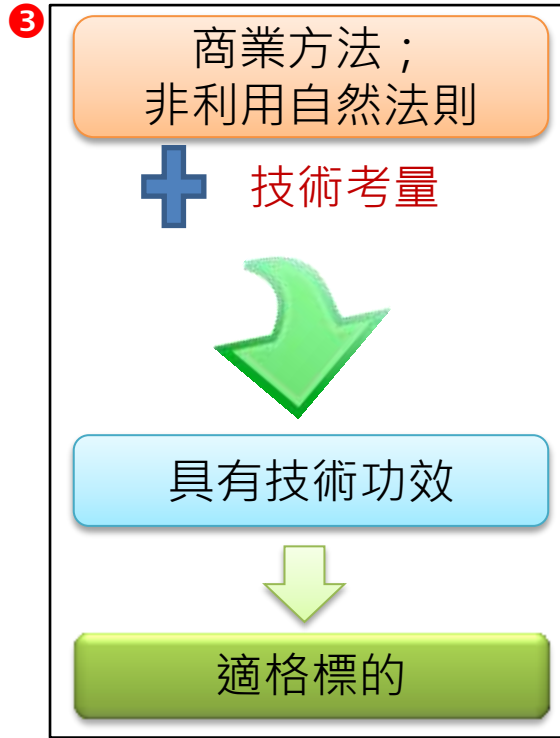 ❸
商業方法；
非利用自然法則
技術考量
具有技術功效
適格標的